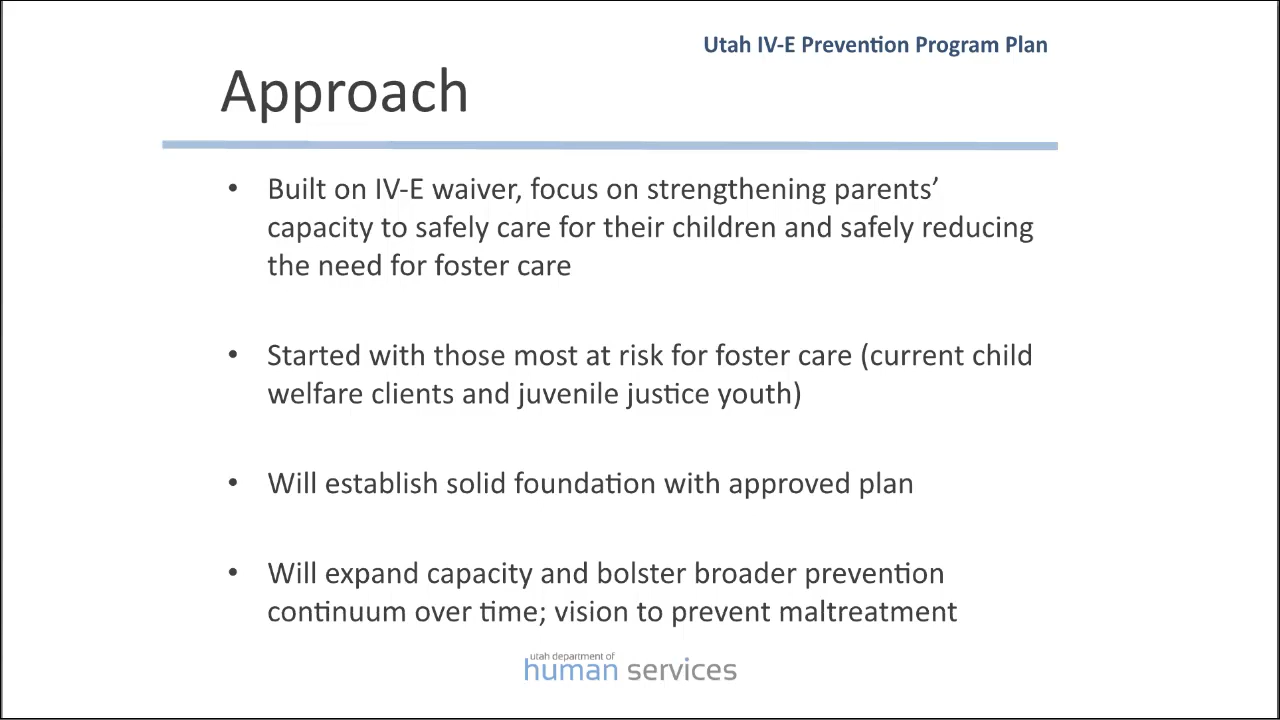 Utah IV-E Prevention Program Plan
Approach
• Built on IV-E waiver, focus on strengthening parents’
capacity to safely care for their children and safely reducing
the need for foster care
• Started with those most at risk for foster care (current child
welfare clients and juvenile justice youth)
• Will establish solid foundation with approved plan
• Will expand capacity and bolster broader prevention
continuum over time; vision to prevent maltreatment
utah department of
human services